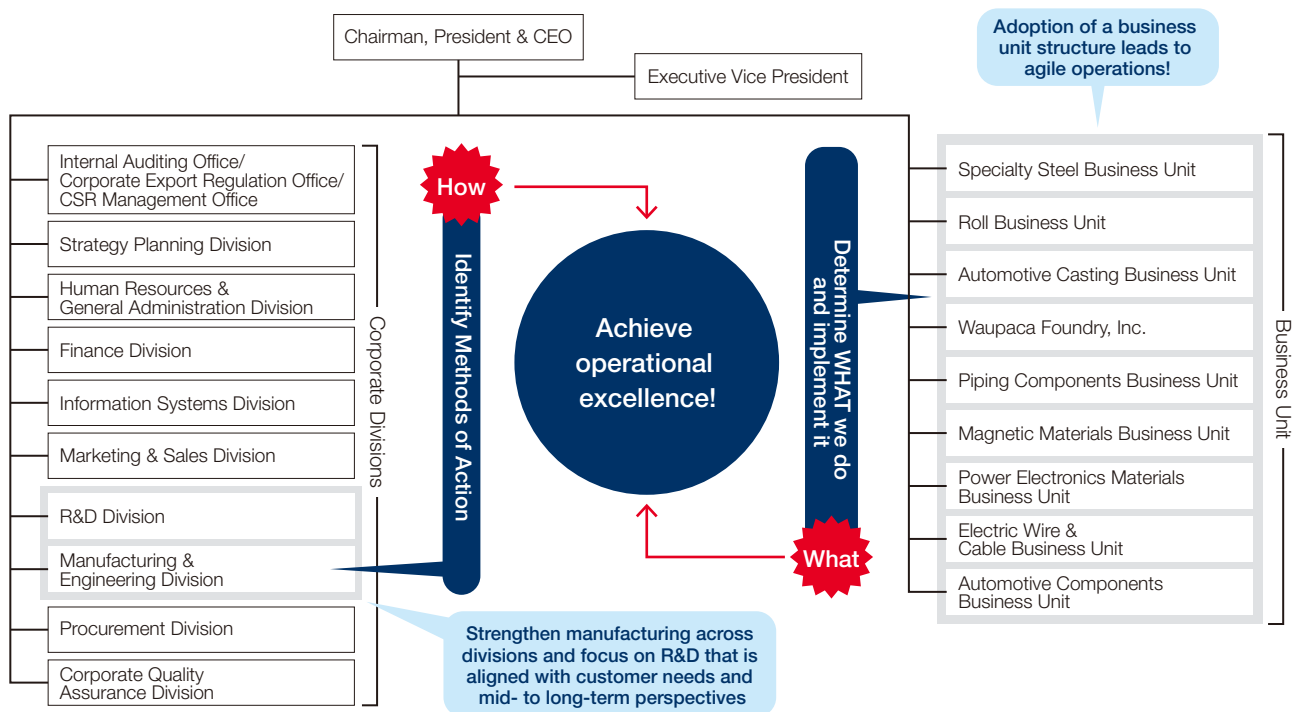 Chairman, President & CEO
Executive Vice President
Adoption of a business
unit structure leads to
agile operations!
Internal Auditing Office/
Corporate Export Regulation Office/
CSR Management Office
Strategy Planning Division
Human Resources &
General Administration Division
Finance Division
Information Systems Division
Marketing & Sales Division
R&D Division
Manufacturing &
Engineering Division
Procurement Division
Corporate Quality
Assurance Division
Corporate Divisions
How
Identify Methods of Action
Achieve
operational
excellence!
Determine WHAT we do
and implement it
What
Strengthen manufacturing across
divisions and focus on R&D that is
aligned with customer needs and
mid- to long-term perspectives
Specialty Steel Business Unit
Roll Business Unit
Automotive Casting Business Unit
Waupaca Foundry, Inc.
Piping Components Business Unit
Magnetic Materials Business Unit
Power Electronics Materials
Business Unit
Electric Wire &
Cable Business Unit
Automotive Components
Business Unit
Business Unit